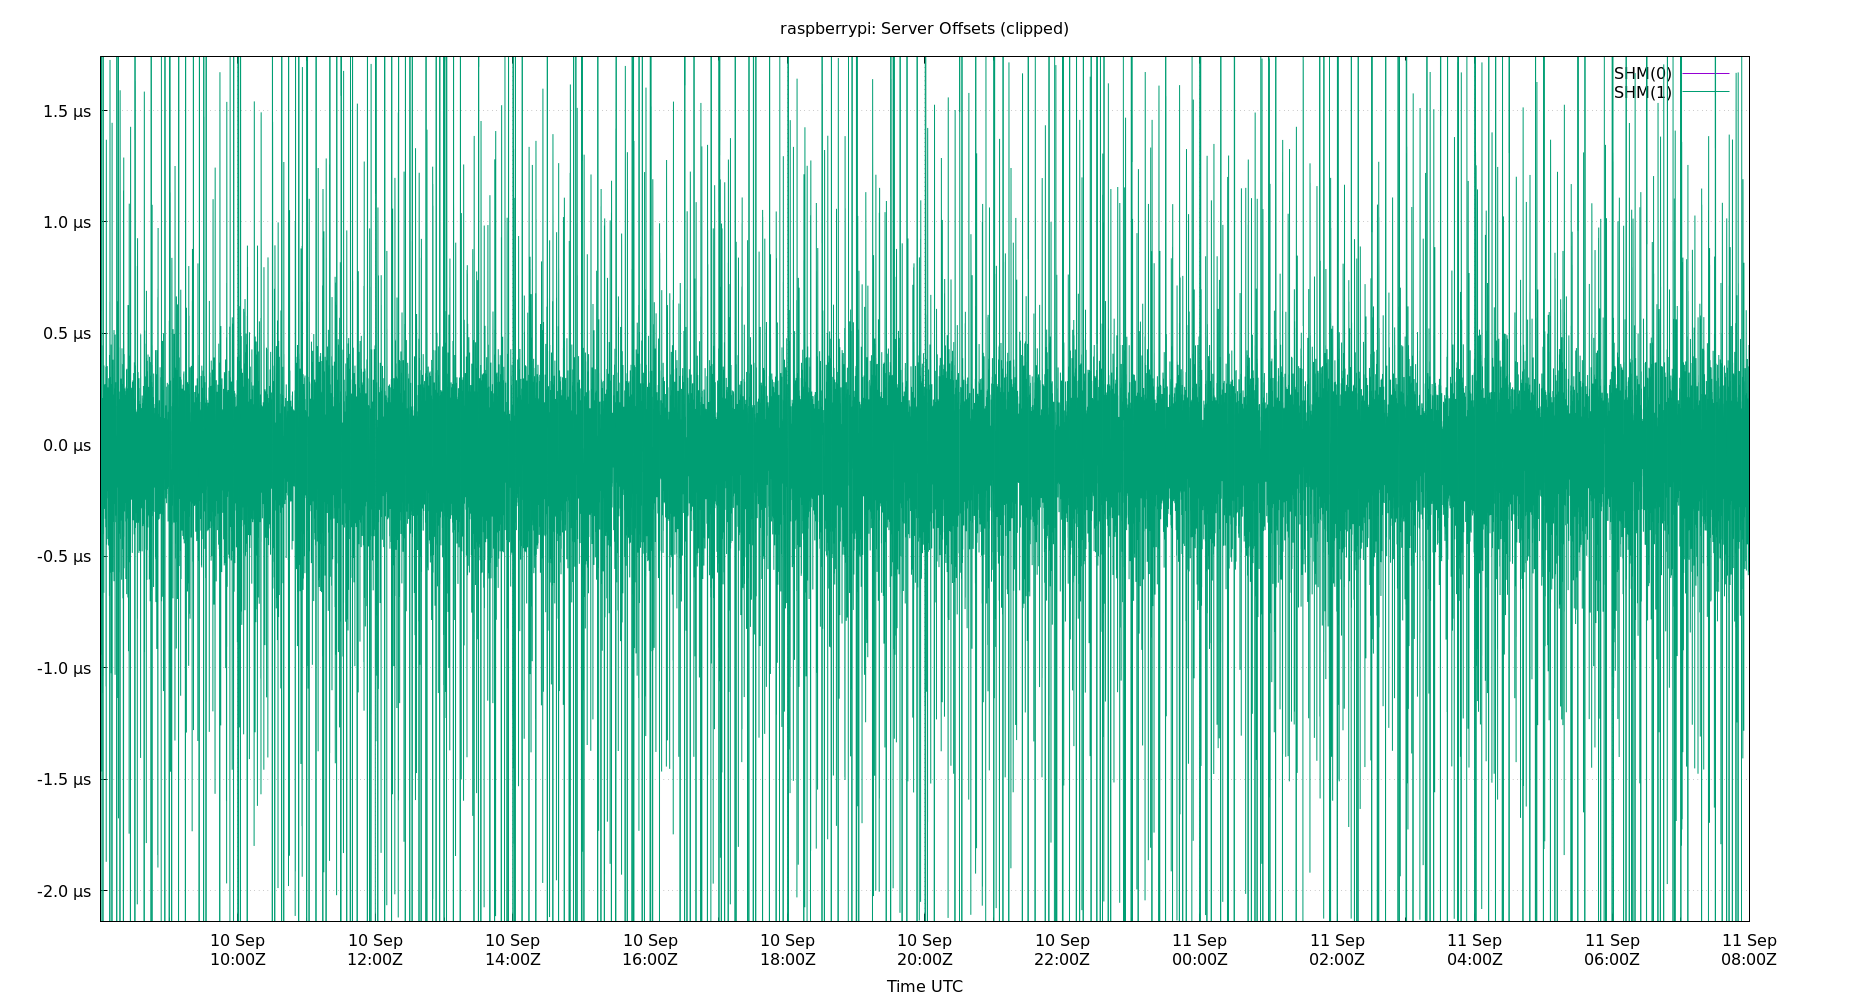 raspberrypi: Server Offsets (clipped)
SHM(0)
SHM(1)
1.5 µs
1.0 µs
0.5 µs
0.0 µs
-0.5 µs
-1.0 µs
-1.5 µs
-2.0 µs
10 Sep 10 Sep 10 Sep 10 Sep 10 Sep 10 Sep 10 Sep 11 Sep 11 Sep 11 Sep 11 Sep 11 Sep
10:00Z 12:00Z 14:00Z 16:00Z 18:00Z 20:00Z 22:00Z 00:00Z 02:00Z 04:00Z 06:00Z 08:00Z
Time UTC